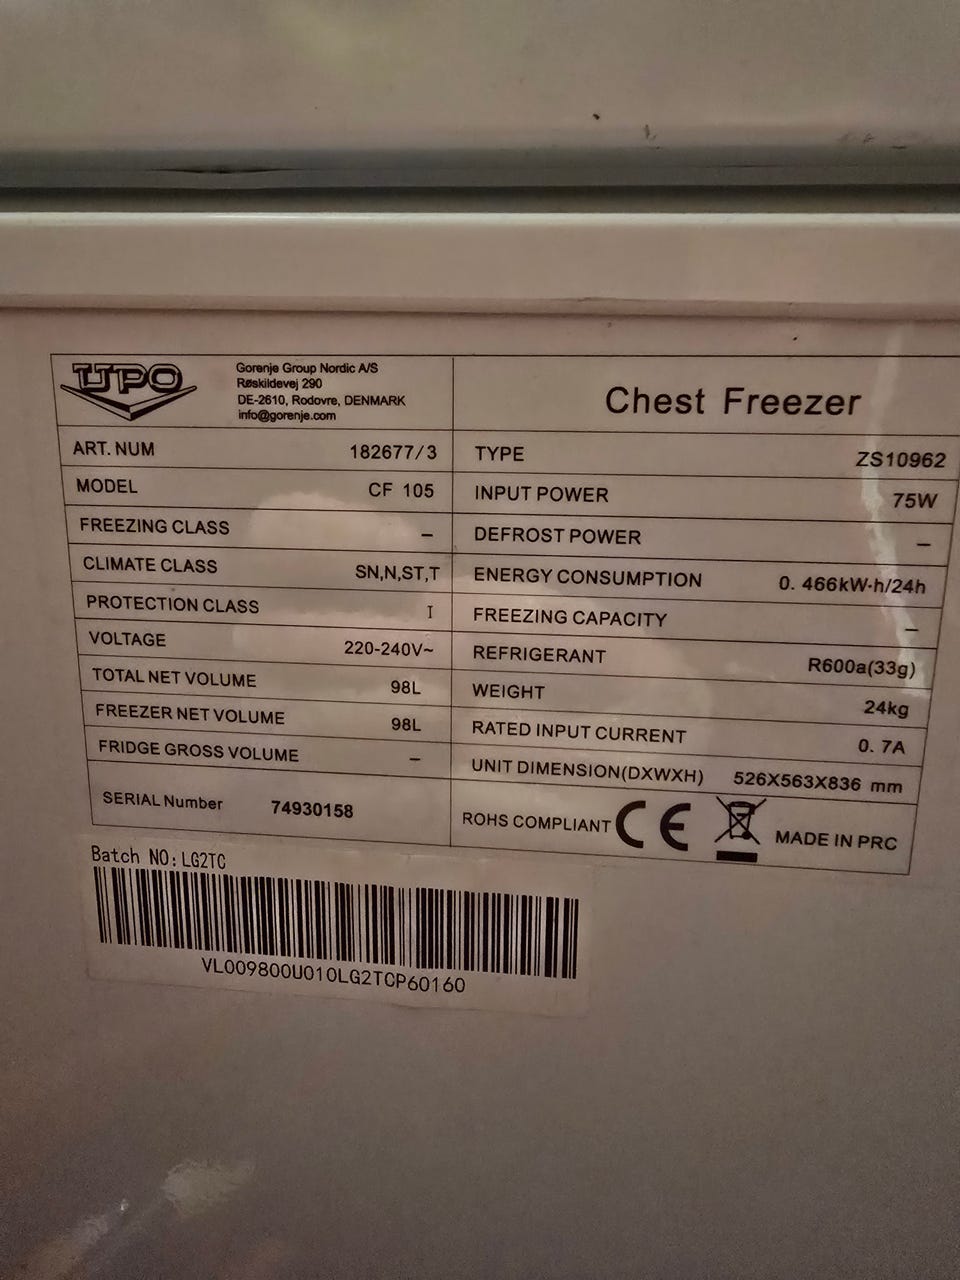 UPO
Gorenje Group Nordic A/S
Røskildevej 290
DE-2610, Rodovre, DENMARK
info@gorenje.com
Chest Freezer
ART. NUM 182677/3
MODEL CF 105
FREEZING CLASS –
CLIMATE CLASS SN,N,ST,T
PROTECTION CLASS I
VOLTAGE 220-240V~
TOTAL NET VOLUME 98L
FREEZER NET VOLUME 98L
FRIDGE GROSS VOLUME –
SERIAL Number 74930158
TYPE ZS10962
INPUT POWER 75W
DEFROST POWER –
ENERGY CONSUMPTION 0. 466kW·h/24h
FREEZING CAPACITY –
REFRIGERANT R600a(33g)
WEIGHT 24kg
RATED INPUT CURRENT 0. 7A
UNIT DIMENSION(DXWXH) 526X563X836 mm
ROHS COMPLIANT CE MADE IN PRC
Batch NO: LG2TC
VL009800U010LG2TCP60160